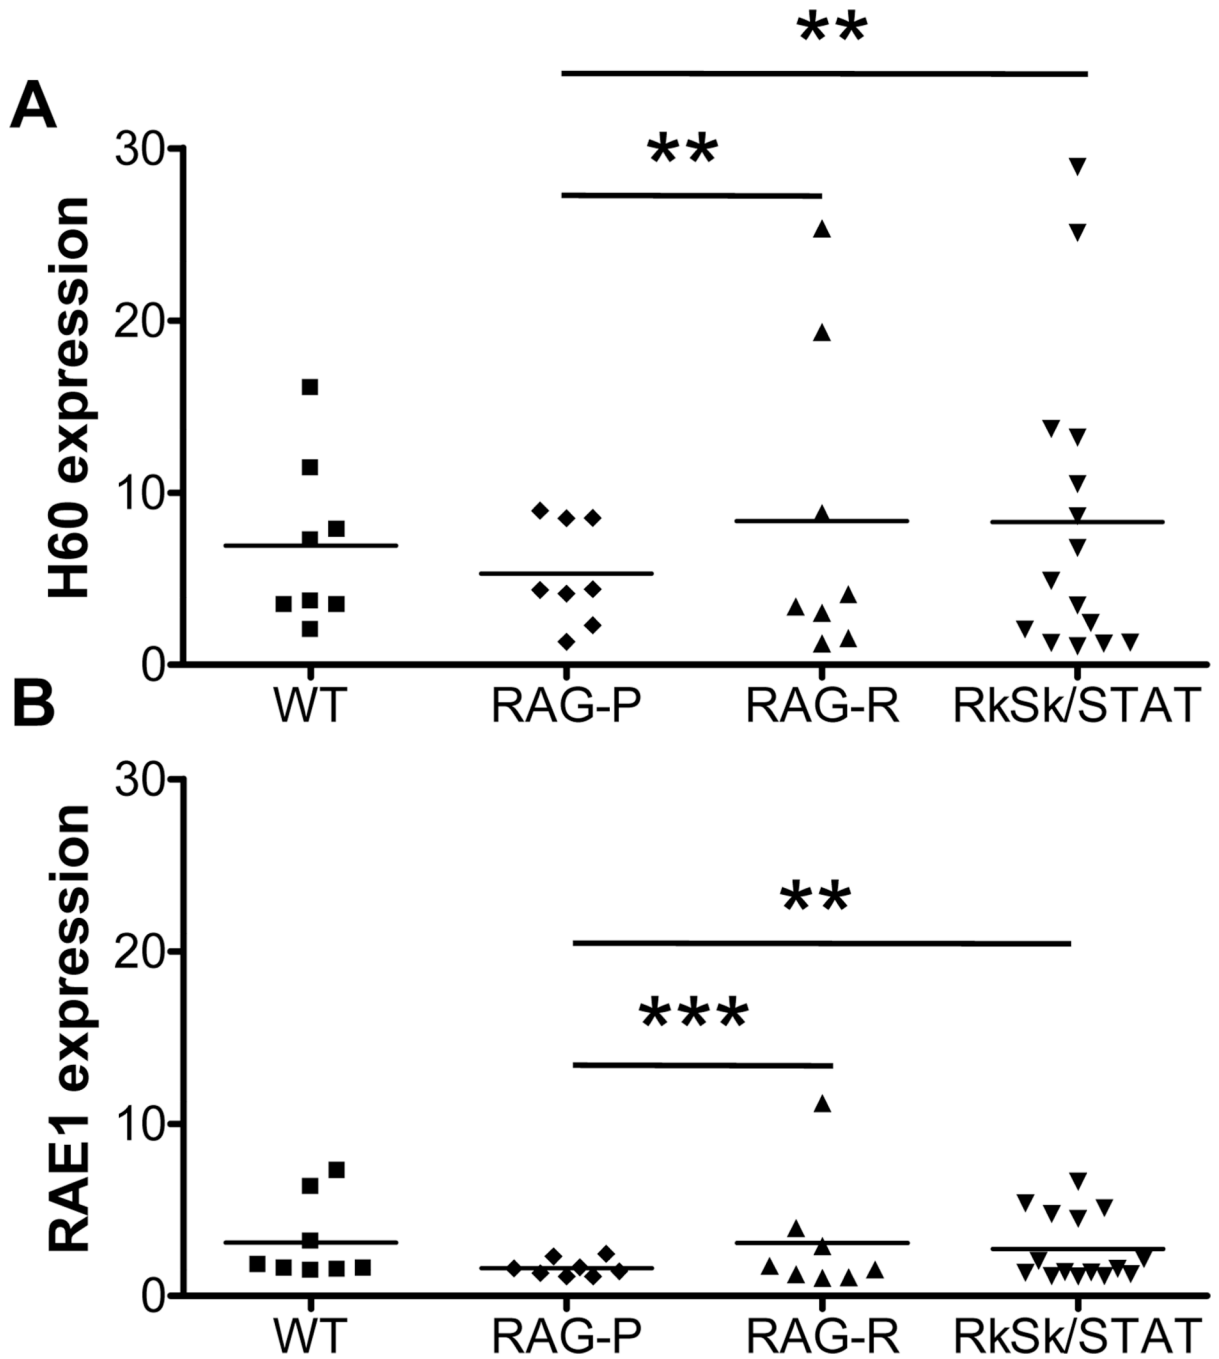 **
A
30
**
20
10
0
H60 expression
WT RAG-P RAG-R RkSk/STAT
B
30
**
20
***
10
0
RAE1 expression
WT RAG-P RAG-R RkSk/STAT